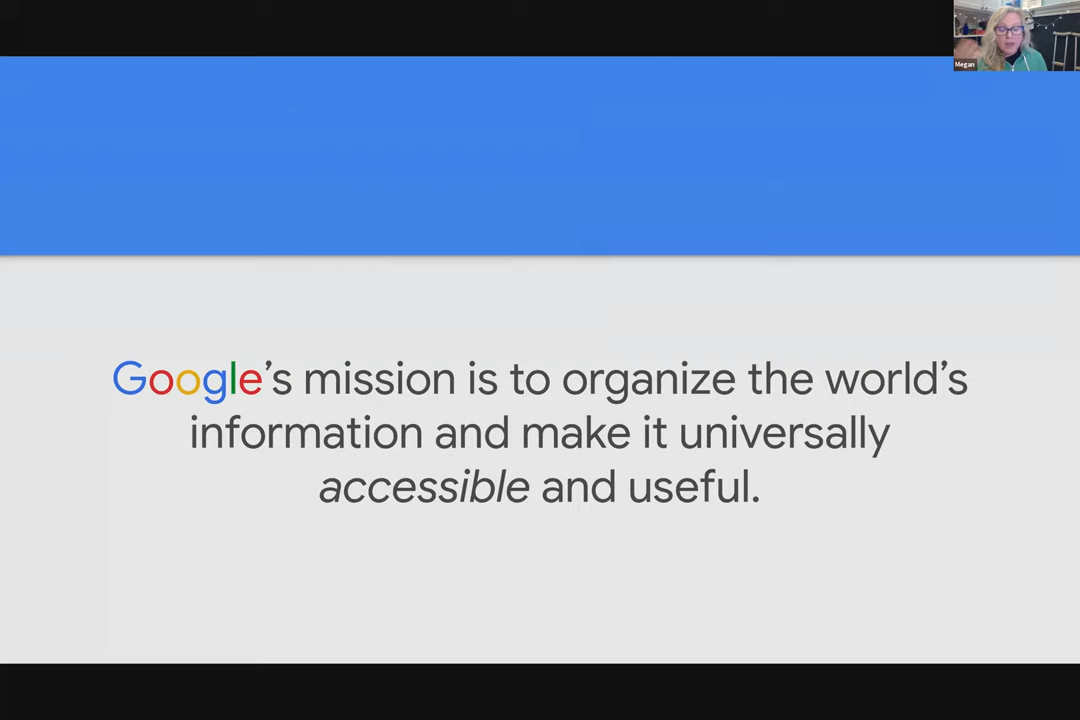 Megan
Google’s mission is to organize the world’s
information and make it universally
accessible and useful.